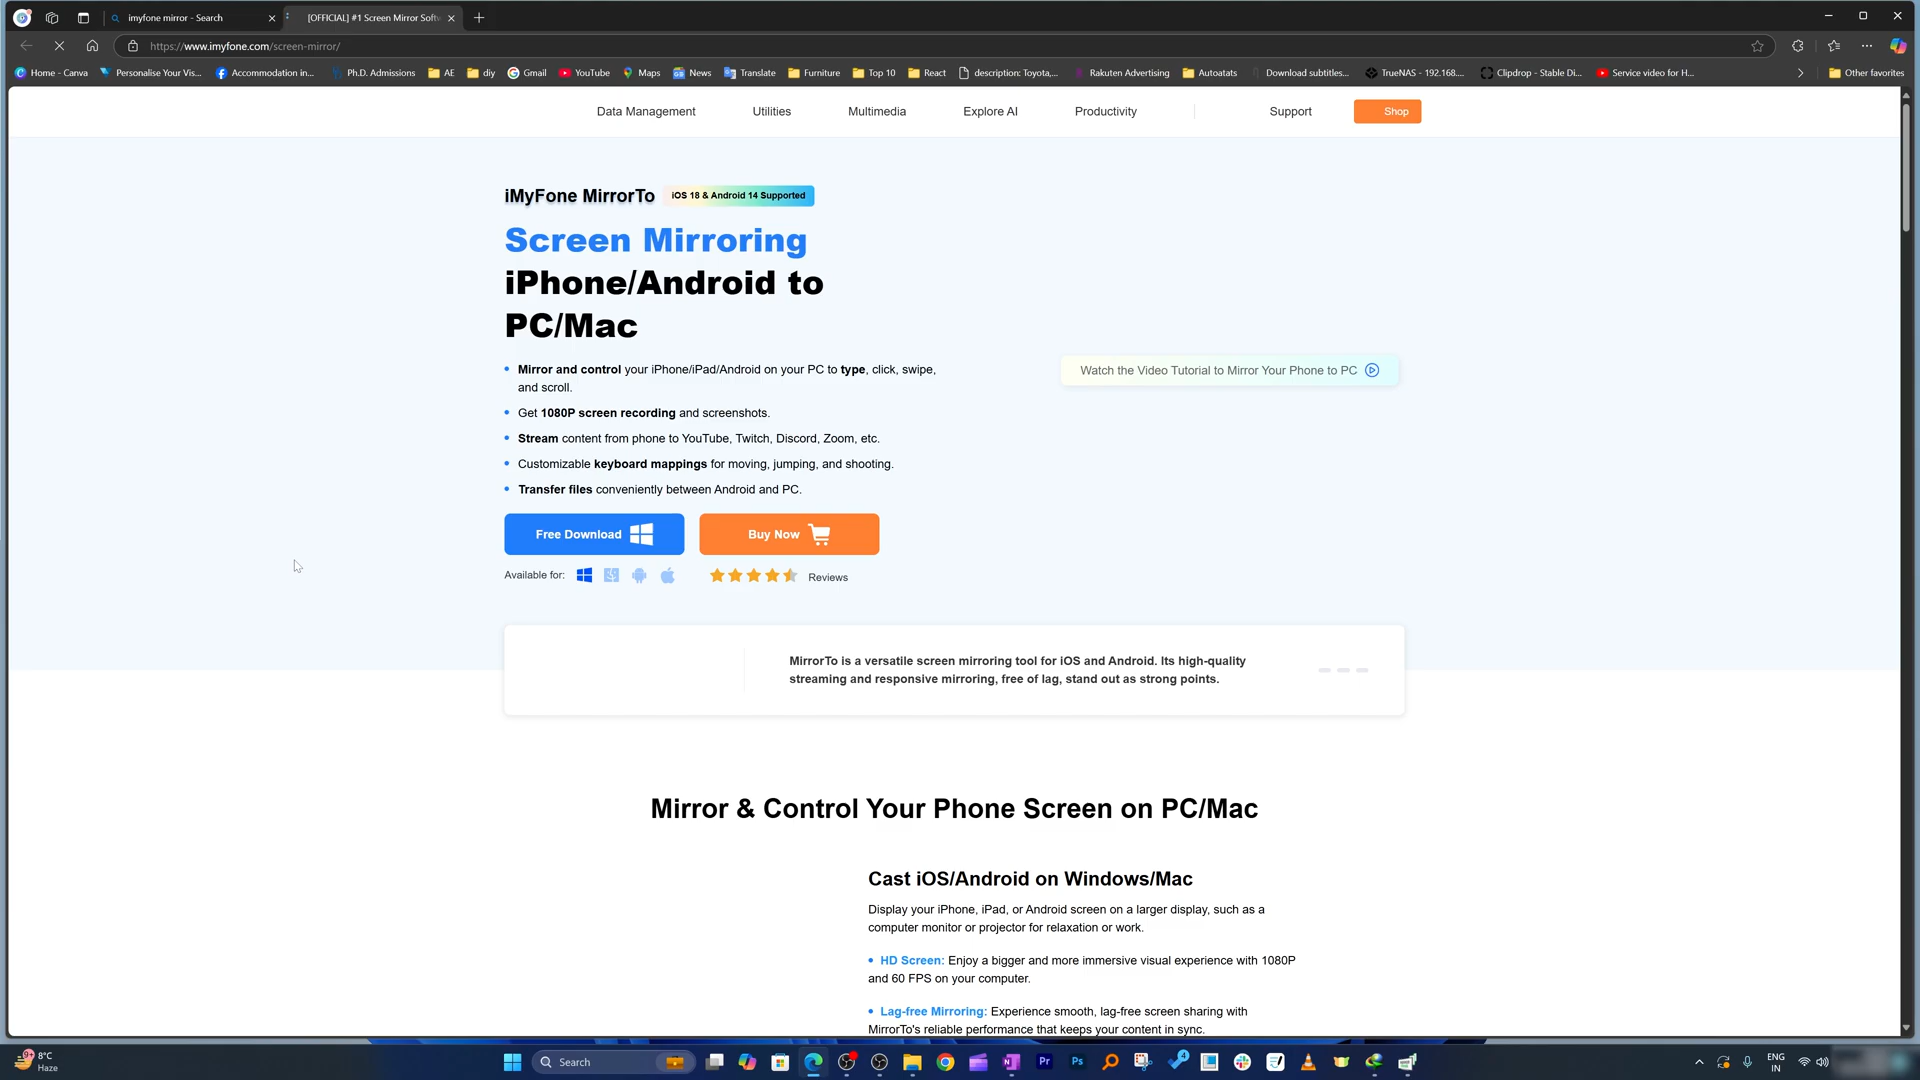 imyfone mirror - Search
[OFFICIAL] #1 Screen Mirror Softw
https://www.imyfone.com/screen-mirror/
Home - Canva
Personalise Your Vis...
Accommodation in...
Ph.D. Admissions
AE
diy
Gmail
YouTube
Maps
News
Translate
Furniture
Top 10
React
description: Toyota,...
Rakuten Advertising
Autoatats
Download subtitles...
TrueNAS - 192.168....
Clipdrop - Stable Di...
Service video for H...
Other favorites
Data Management
Utilities
Multimedia
Explore AI
Productivity
Support
Shop
iMyFone MirrorTo
iOS 18 & Android 14 Supported
Screen Mirroring
iPhone/Android to
PC/Mac
Mirror and control your iPhone/iPad/Android on your PC to type, click, swipe,
and scroll.
Watch the Video Tutorial to Mirror Your Phone to PC
Get 1080P screen recording and screenshots.
Stream content from phone to YouTube, Twitch, Discord, Zoom, etc.
Customizable keyboard mappings for moving, jumping, and shooting.
Transfer files conveniently between Android and PC.
Free Download
Buy Now
Available for:
Reviews
MirrorTo is a versatile screen mirroring tool for iOS and Android. Its high-quality
streaming and responsive mirroring, free of lag, stand out as strong points.
Mirror & Control Your Phone Screen on PC/Mac
Cast iOS/Android on Windows/Mac
Display your iPhone, iPad, or Android screen on a larger display, such as a
computer monitor or projector for relaxation or work.
HD Screen: Enjoy a bigger and more immersive visual experience with 1080P
and 60 FPS on your computer.
Lag-free Mirroring: Experience smooth, lag-free screen sharing with
MirrorTo's reliable performance that keeps your content in sync.
9+
8°C
Haze
Search
Pr
Ps
4
ENG
IN